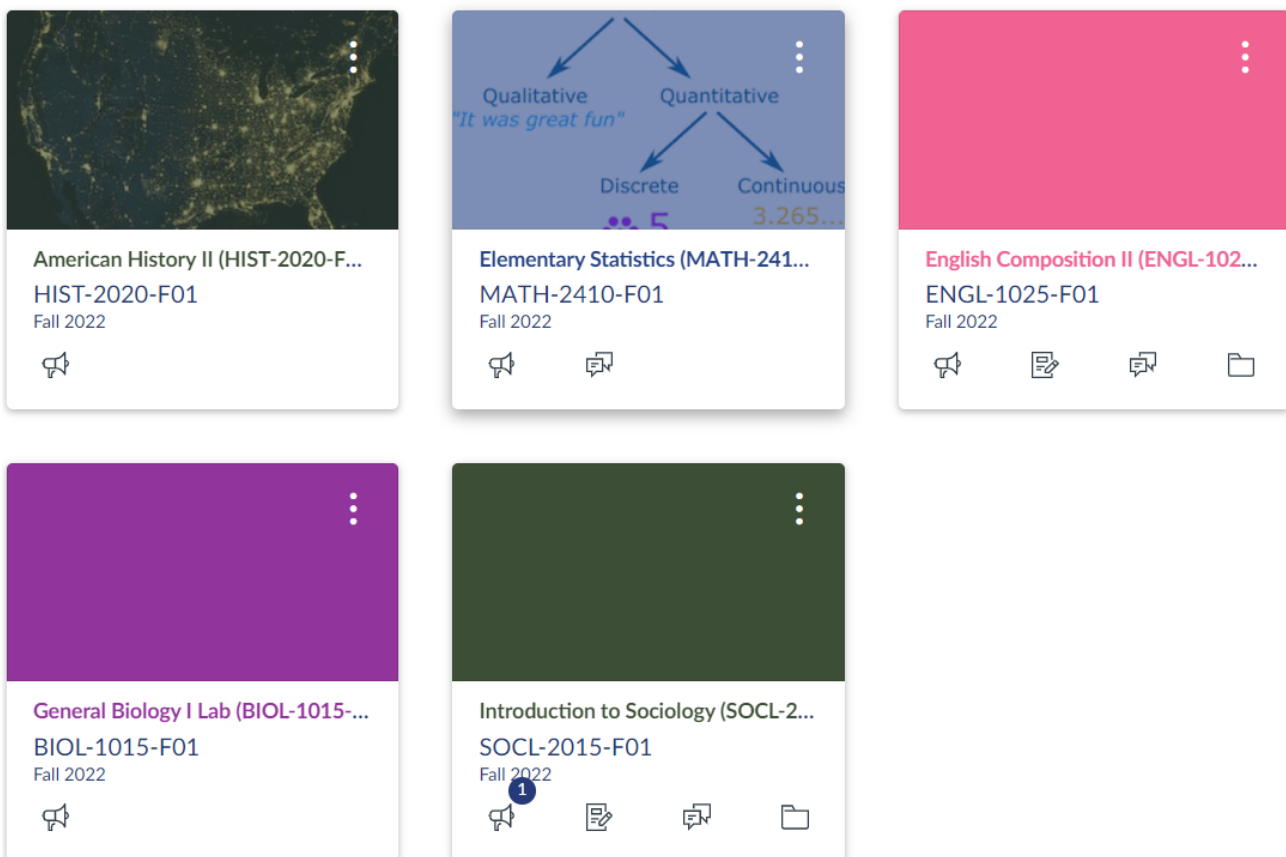 Qualitative
Quantitative
"It was great fun"
Discrete
Continuous
5
3.265...
American History II (HIST-2020-F...
HIST-2020-F01
Fall 2022
Elementary Statistics (MATH-241...
MATH-2410-F01
Fall 2022
English Composition II (ENGL-102...
ENGL-1025-F01
Fall 2022
General Biology I Lab (BIOL-1015-...
BIOL-1015-F01
Fall 2022
Introduction to Sociology (SOCL-2...
SOCL-2015-F01
Fall 2022
1